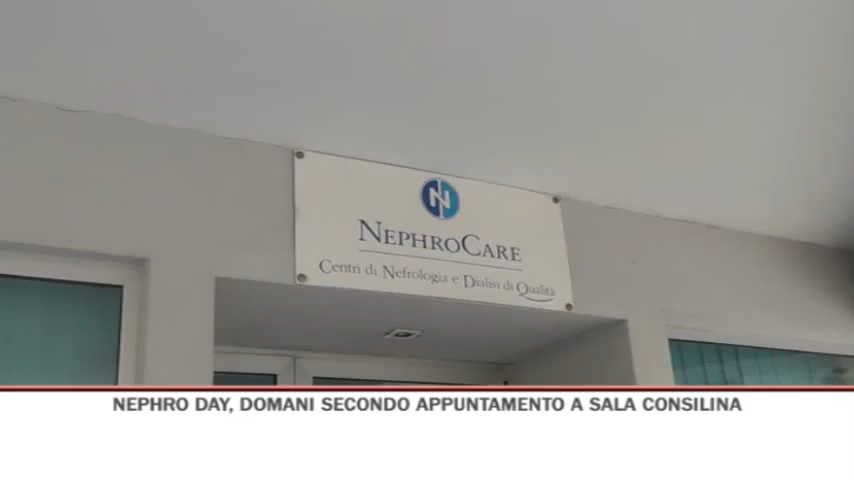 N
NEPHROCARE
Centri di Nefrologia e Dialisi di Qualità
NEPHRO DAY, DOMANI SECONDO APPUNTAMENTO A SALA CONSILINA